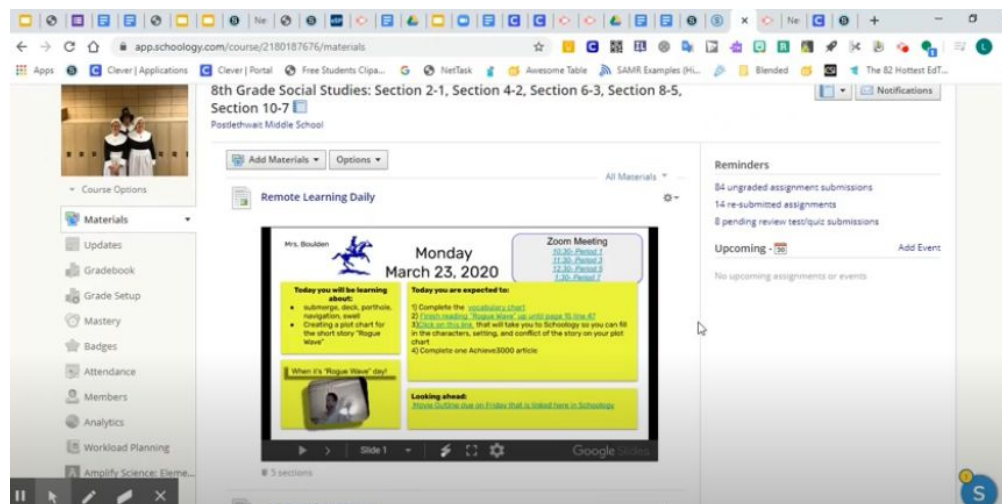 Ne
Ne
app.schoology.com/course/2180187676/materials
Apps
Clever | Applications
Clever | Portal
Free Students Clipa...
NetTask
Awesome Table
SAMR Examples (Hi...
Blended
The 82 Hottest EdT...
8th Grade Social Studies: Section 2-1, Section 4-2, Section 6-3, Section 8-5,
Section 10-7
Notifications
Postlethwait Middle School
Add Materials
Options
All Materials
Course Options
Materials
Updates
Gradebook
Grade Setup
Mastery
Badges
Attendance
Members
Analytics
Workload Planning
Amplify Science: Eleme...
Remote Learning Daily
Mrs. Boulden
Monday
March 23, 2020
Zoom Meeting
10:30- Period 1
11:30- Period 3
12:30- Period 5
1:30- Period 7
Today you will be learning
about:
submerge, deck, porthole,
navigation, swell
Creating a plot chart for
the short story "Rogue
Wave"
Today you are expected to:
1) Complete the vocabulary chart
2) Finish reading "Rogue Wave" up until page 15 line 47
3)Click on this link, that will take you to Schoology so you can fill
in the characters, setting, and conflict of the story on your plot
chart
4) Complete one Achieve3000 article
When it's "Rogue Wave" day!
Looking ahead:
Movie Outline due on Friday that is linked here in Schoology
Slide 1
Google Slides
5 sections
Reminders
84 ungraded assignment submissions
14 re-submitted assignments
8 pending review test/quiz submissions
Upcoming
Add Event
No upcoming assignments or events
S